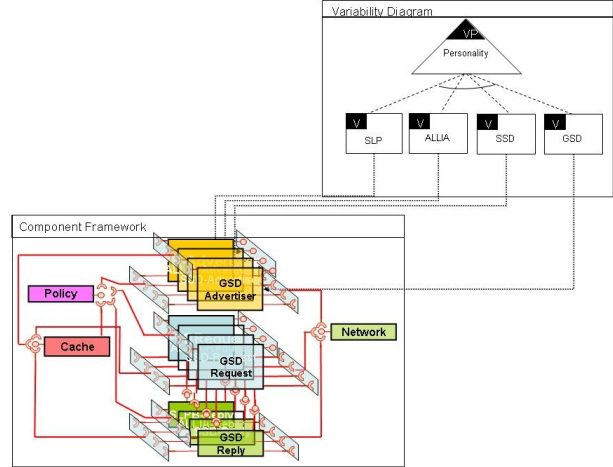 Variability Diagram
VP
Personality
V
SLP
V
ALLIA
V
SSD
V
GSD
Component Framework
GSD
Advertiser
Policy
Cache
Network
GSD
Request
GSD
Reply